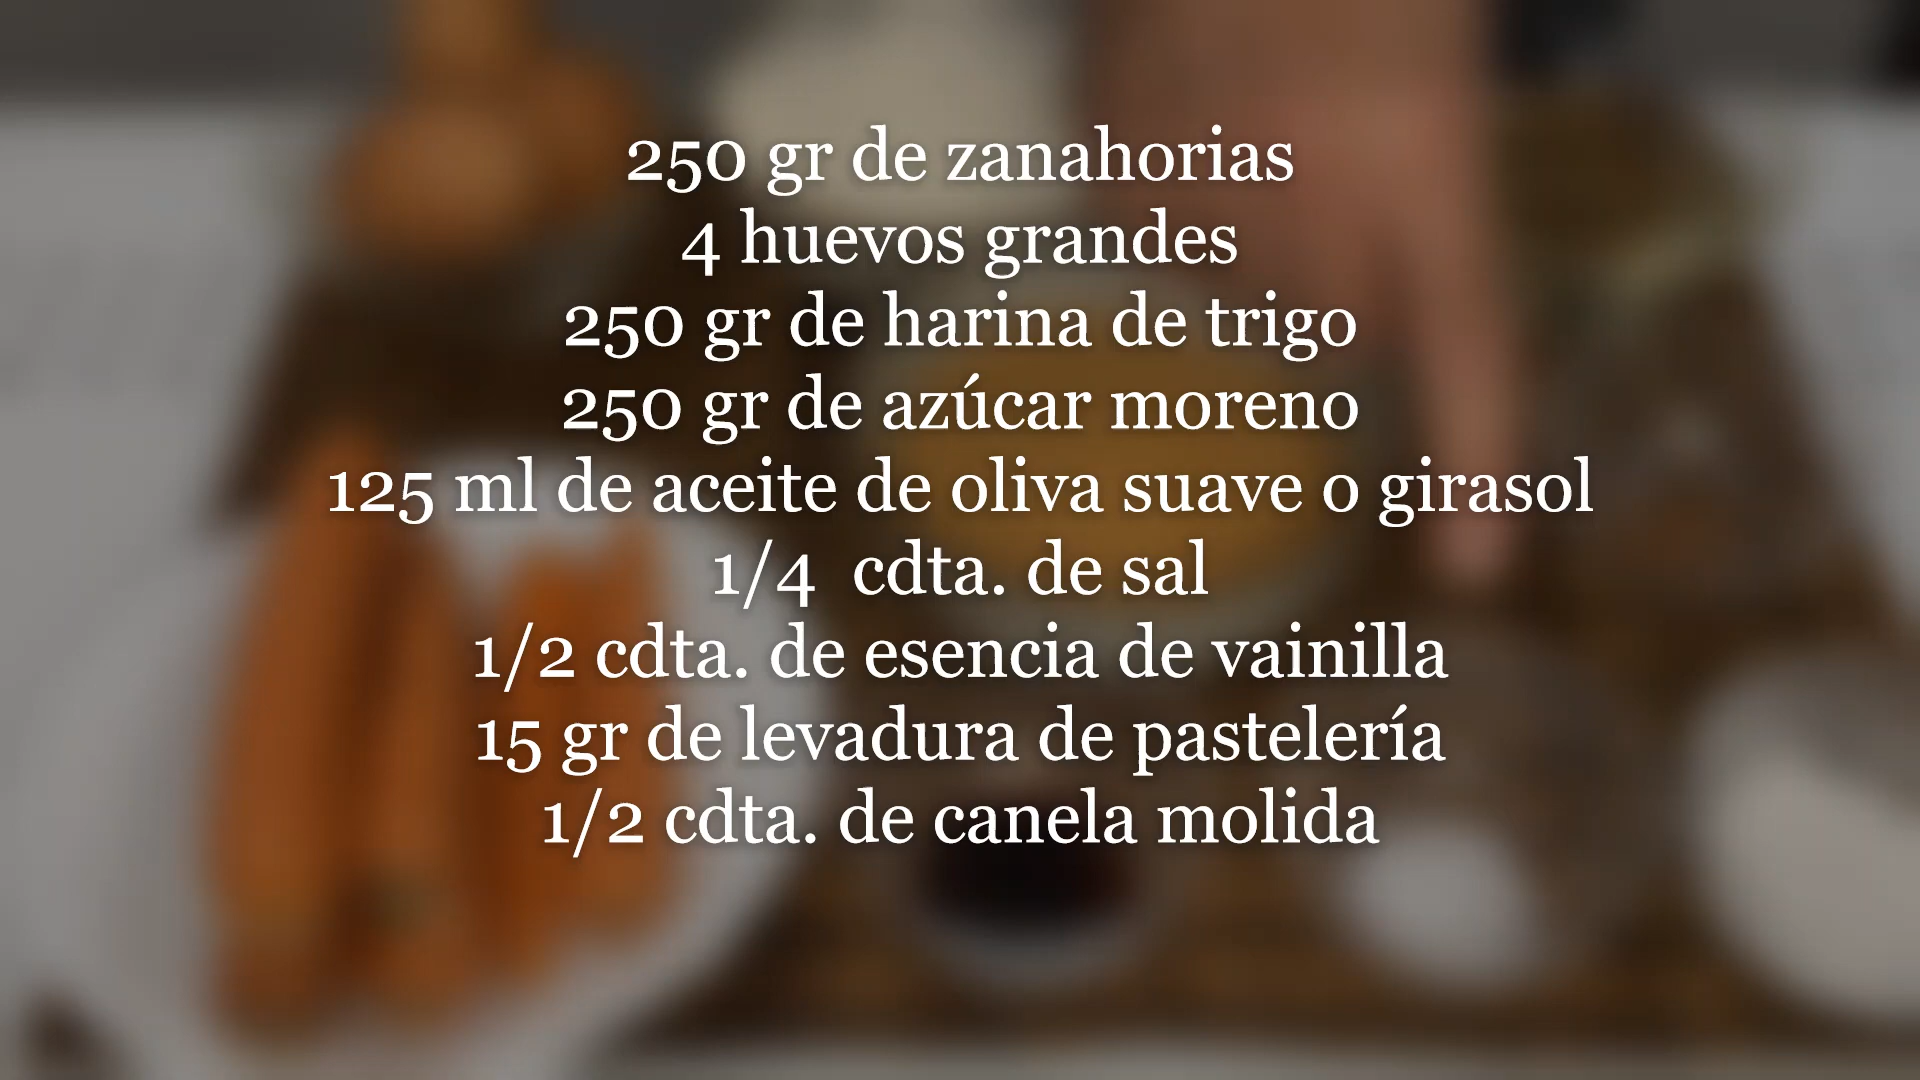 250 gr de zanahorias
4 huevos grandes
250 gr de harina de trigo
250 gr de azúcar moreno
125 ml de aceite de oliva suave o girasol
1/4  cdta. de sal
1/2 cdta. de esencia de vainilla
15 gr de levadura de pastelería
1/2 cdta. de canela molida